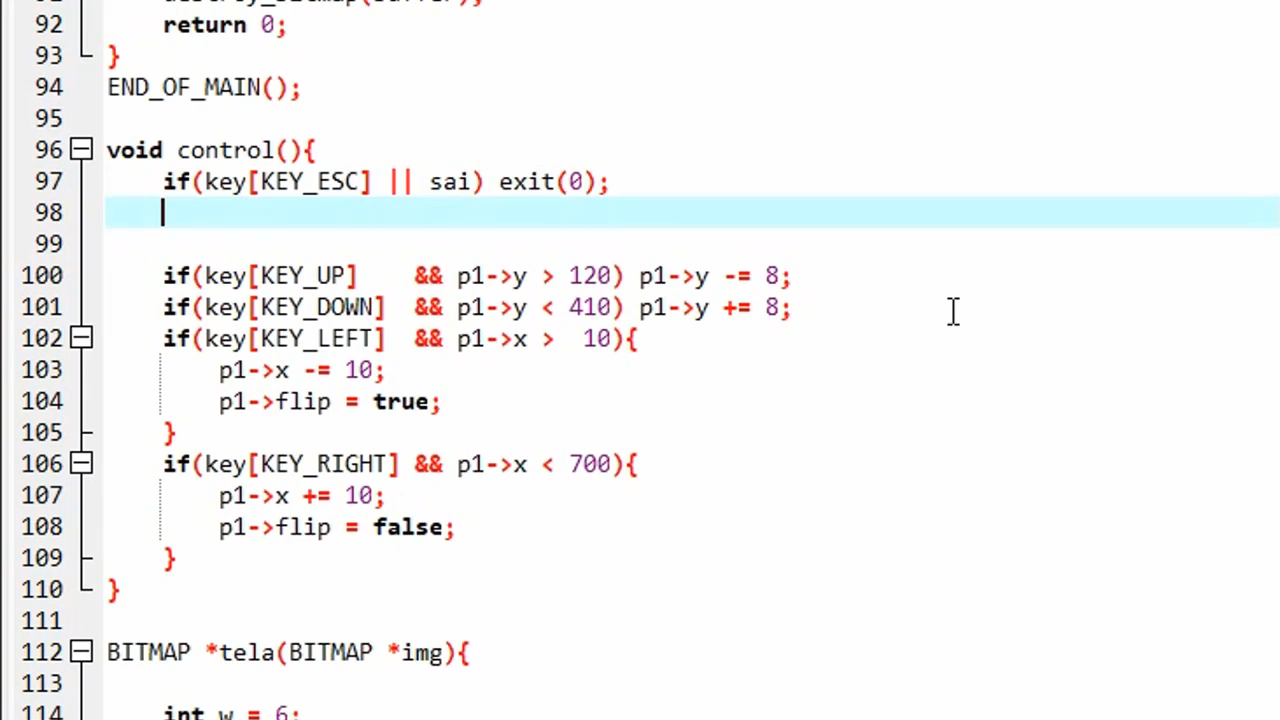 92 return 0;
93 }
94 END_OF_MAIN();
95
96 void control(){
97 if(key[KEY_ESC] || sai) exit(0);
98
99
100 if(key[KEY_UP] && p1->y > 120) p1->y -= 8;
101 if(key[KEY_DOWN] && p1->y < 410) p1->y += 8;
102 if(key[KEY_LEFT] && p1->x > 10){
103 p1->x -= 10;
104 p1->flip = true;
105 }
106 if(key[KEY_RIGHT] && p1->x < 700){
107 p1->x += 10;
108 p1->flip = false;
109 }
110 }
111
112 BITMAP *tela(BITMAP *img){
113
114 int w = 6;